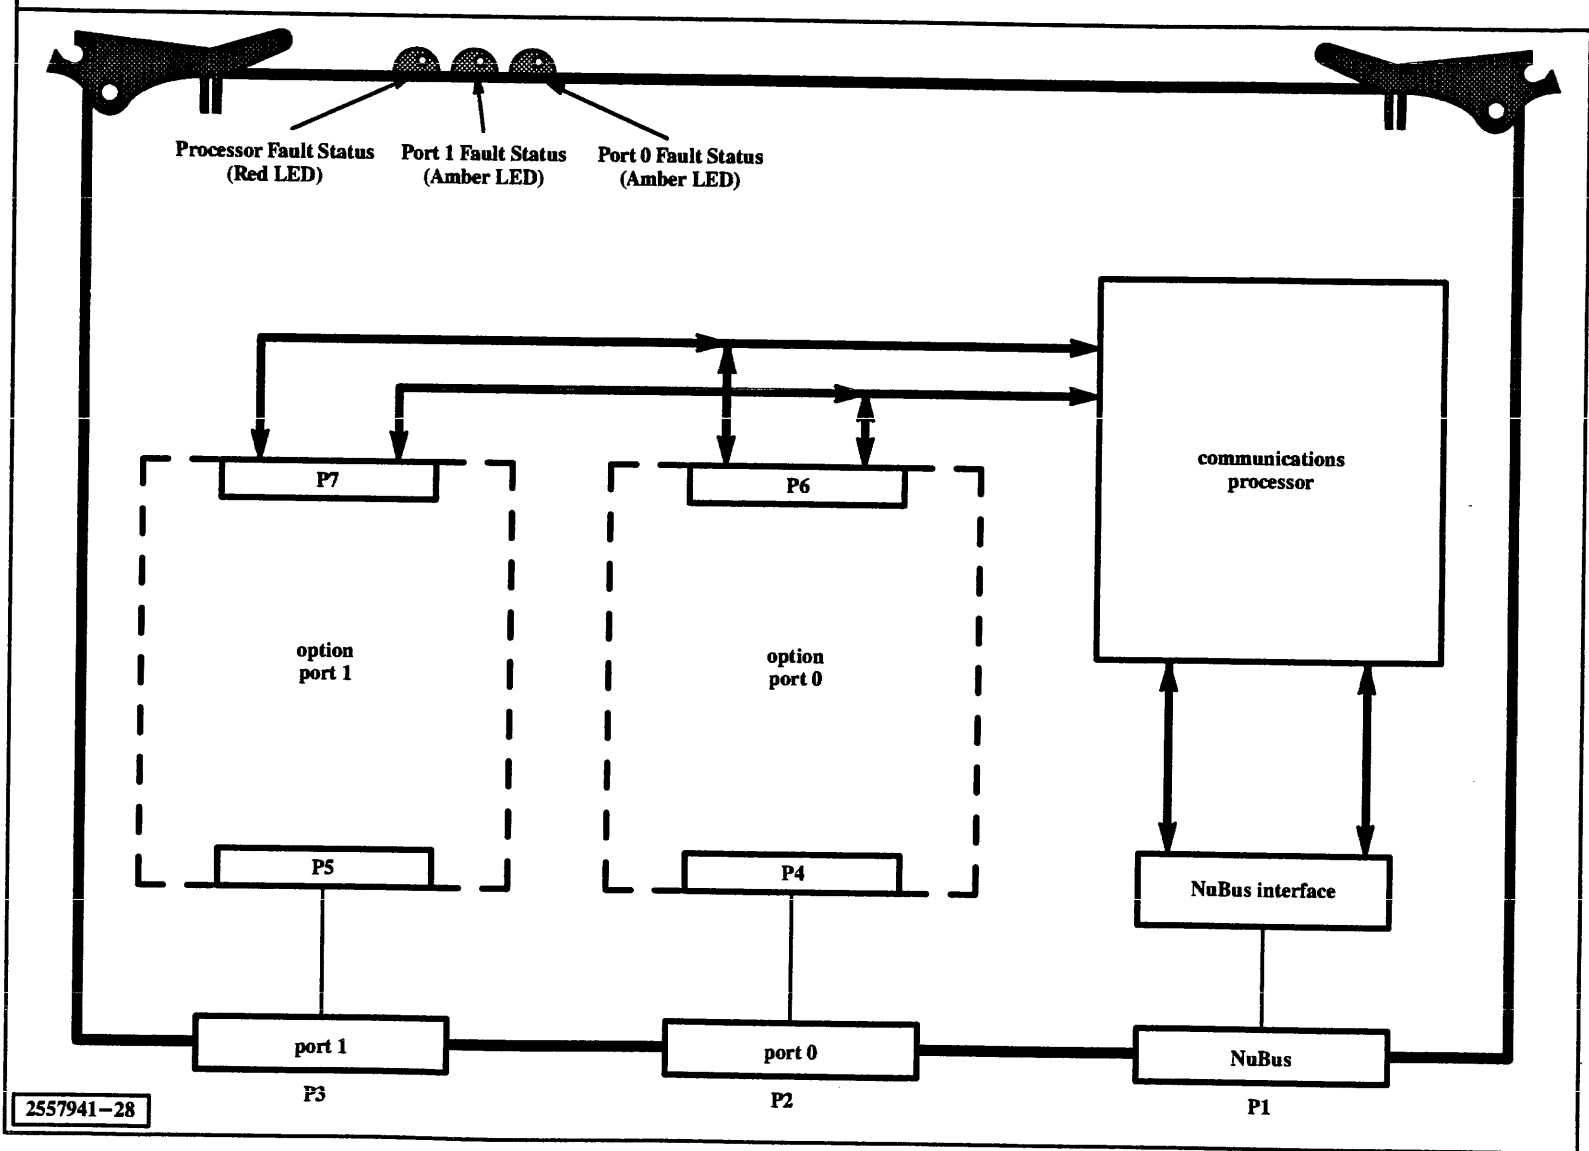 Processor Fault Status
(Red LED)
Port 1 Fault Status
(Amber LED)
Port 0 Fault Status
(Amber LED)
communications
processor
P7
P6
option
port 1
option
port 0
P5
P4
NuBus interface
port 1
port 0
NuBus
P3
P2
P1
2557941-28